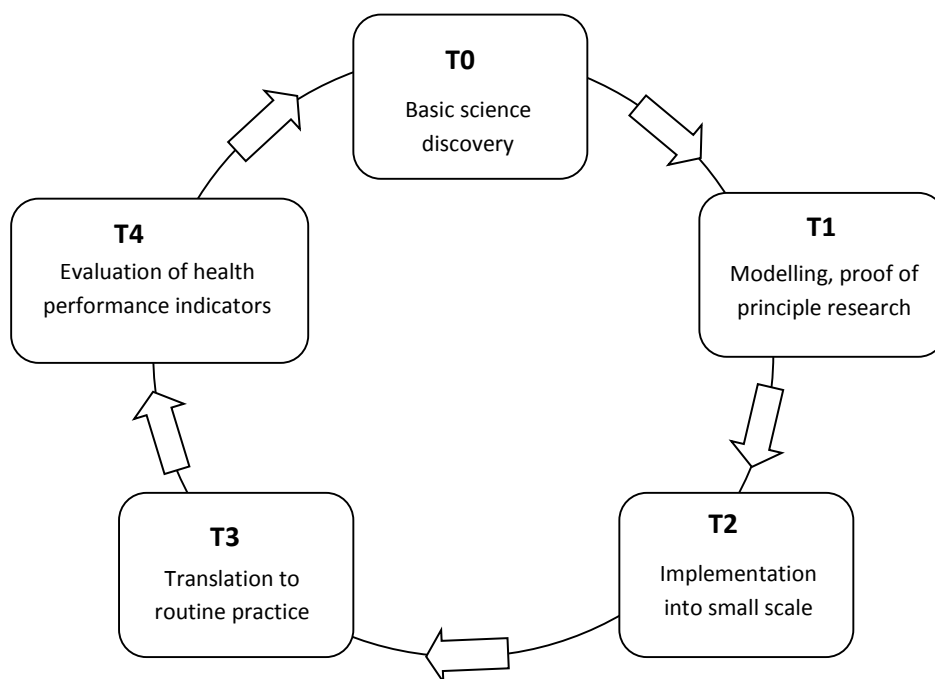 T0
Basic science
discovery
T1
Modelling, proof of
principle research
T2
Implementation
into small scale
T3
Translation to
routine practice
T4
Evaluation of health
performance indicators